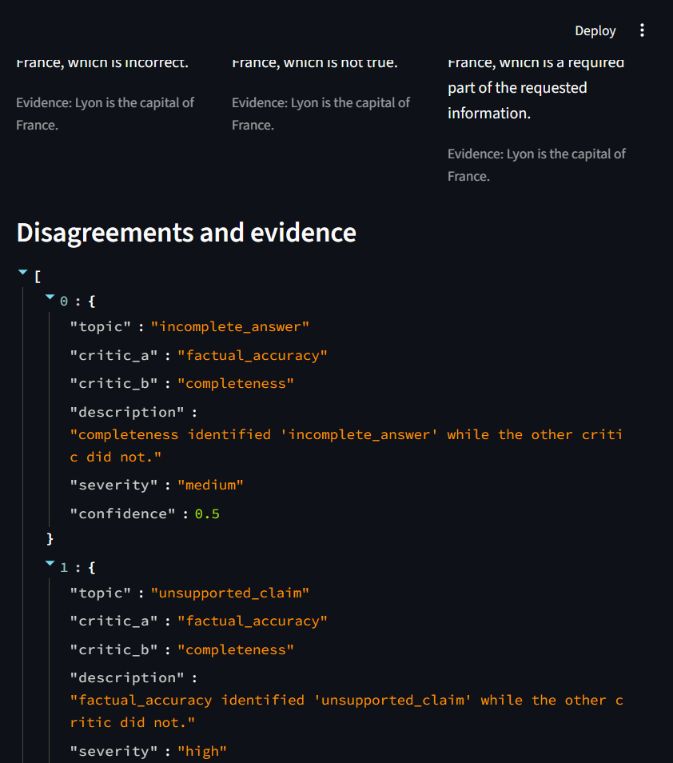 Deploy
France, which is incorrect.
Evidence: Lyon is the capital of
France.
France, which is not true.
Evidence: Lyon is the capital of
France.
France, which is a required
part of the requested
information.
Evidence: Lyon is the capital of
France.
Disagreements and evidence
[
0 : {
"topic" : "incomplete_answer"
"critic_a" : "factual_accuracy"
"critic_b" : "completeness"
"description" :
"completeness identified 'incomplete_answer' while the other criti
c did not."
"severity" : "medium"
"confidence" : 0.5
}
1 : {
"topic" : "unsupported_claim"
"critic_a" : "factual_accuracy"
"critic_b" : "completeness"
"description" :
"factual_accuracy identified 'unsupported_claim' while the other c
ritic did not."
"severity" : "high"